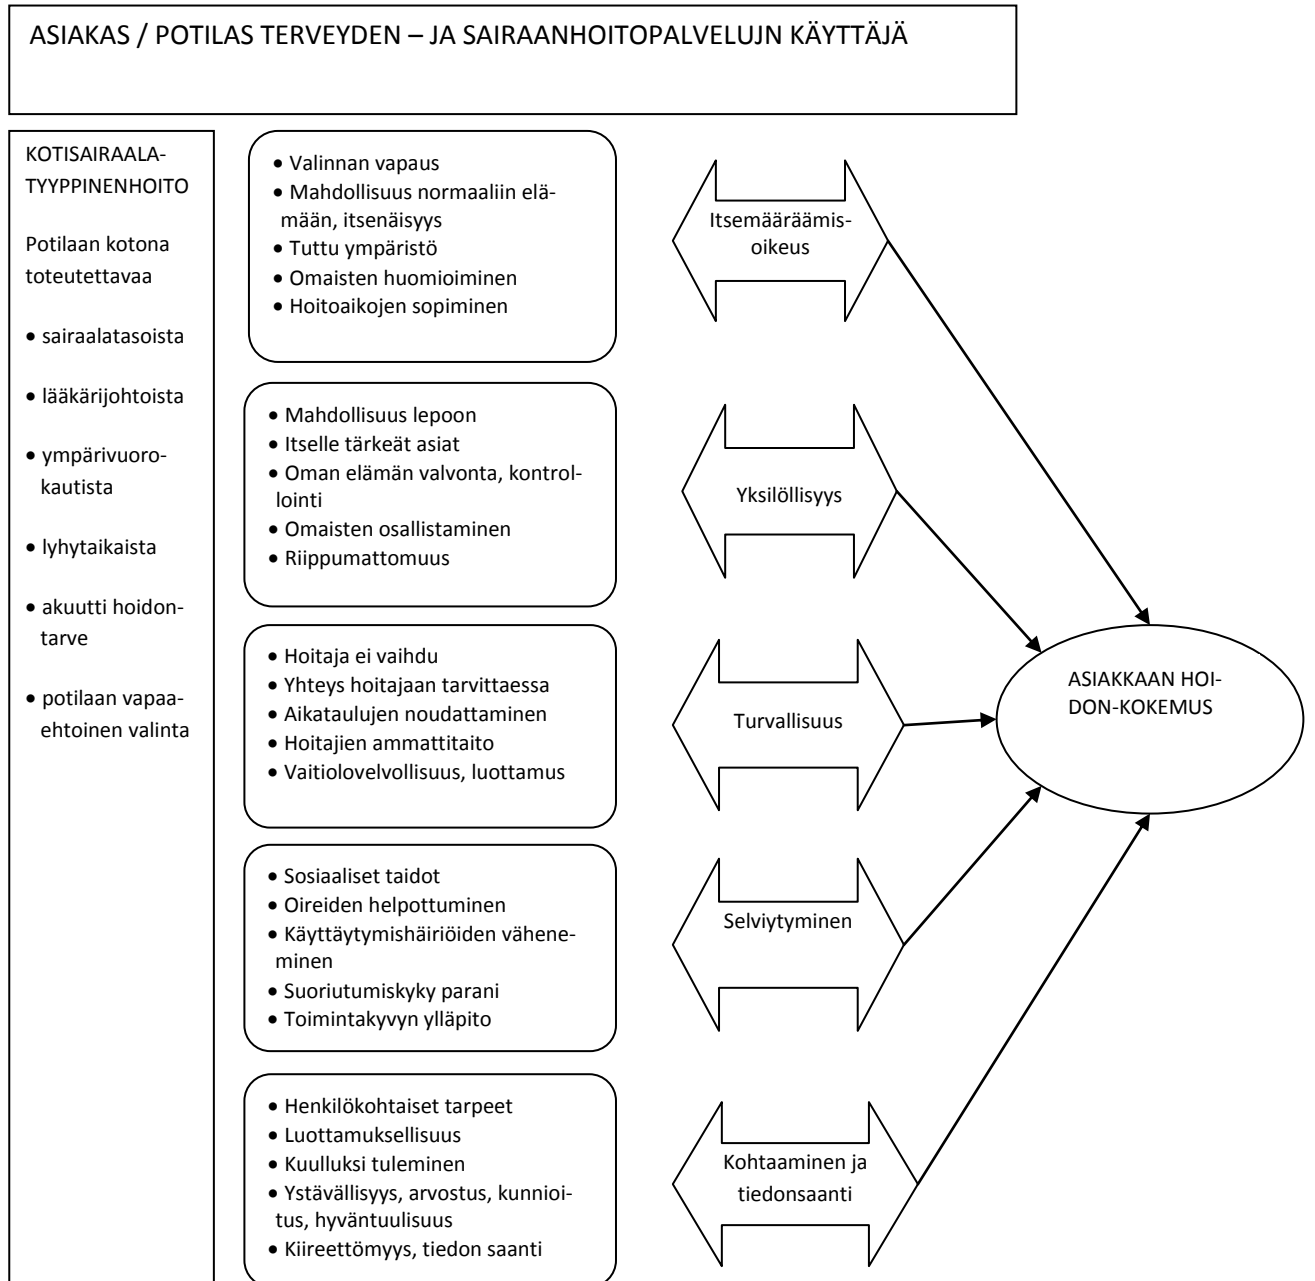 ASIAKAS / POTILAS TERVEYDEN – JA SAIRAANHOITOPALVELUJN KÄYTTÄJÄ
KOTISAIRAALA-
TYYPPINENHOITO
Potilaan kotona
toteutettavaa
• sairaalatasoista
• lääkärijohtoista
• ympärivuoro-
kautista
• lyhytaikaista
• akuutti hoidon-
tarve
• potilaan vapaa-
ehtoinen valinta
• Valinnan vapaus
• Mahdollisuus normaaliin elä-
mään, itsenäisyys
• Tuttu ympäristö
• Omaisten huomioiminen
• Hoitoaikojen sopiminen
Itsemääräämis-
oikeus
• Mahdollisuus lepoon
• Itselle tärkeät asiat
• Oman elämän valvonta, kontrol-
lointi
• Omaisten osallistaminen
• Riippumattomuus
Yksilöllisyys
• Hoitaja ei vaihdu
• Yhteys hoitajaan tarvittaessa
• Aikataulujen noudattaminen
• Hoitajien ammattitaito
• Vaitiolovelvollisuus, luottamus
Turvallisuus
• Sosiaaliset taidot
• Oireiden helpottuminen
• Käyttäytymishäiriöiden vähene-
minen
• Suoriutumiskyky parani
• Toimintakyvyn ylläpito
Selviytyminen
• Henkilökohtaiset tarpeet
• Luottamuksellisuus
• Kuulluksi tuleminen
• Ystävällisyys, arvostus, kunnioi-
tus, hyväntuulisuus
• Kiireettömyys, tiedon saanti
Kohtaaminen ja
tiedonsaanti
ASIAKKAAN HOI-
DON-KOKEMUS